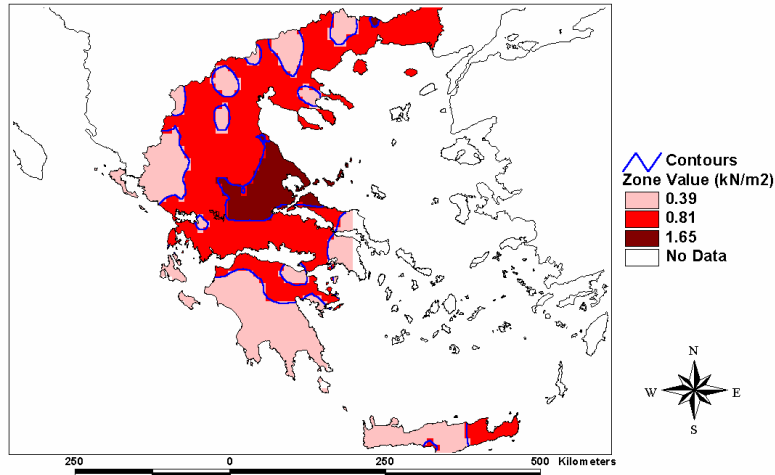 Contours
Zone Value (kN/m2)
0.39
0.81
1.65
No Data
N
W E
S
250 0 250 500 Kilometers